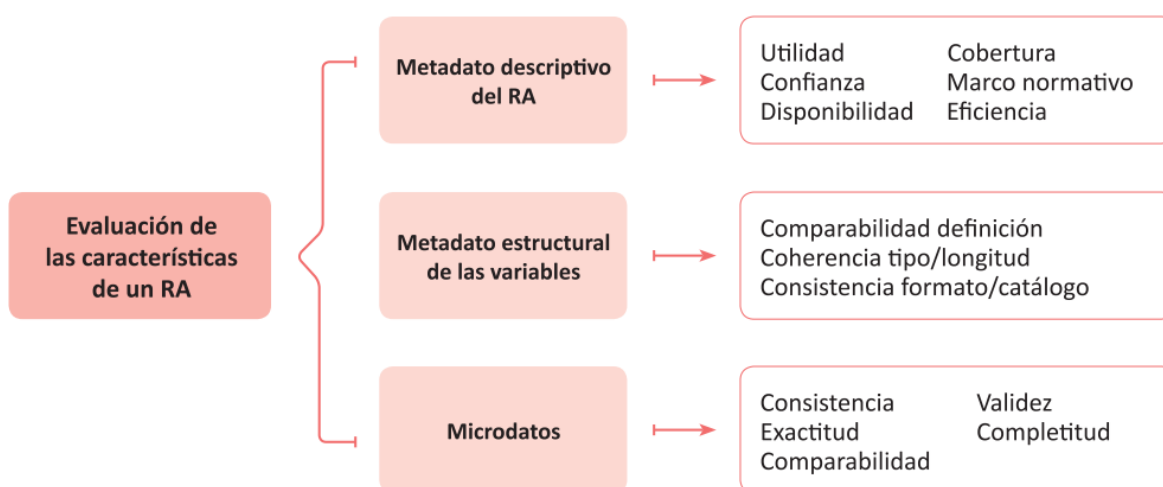 Evaluación de
las características
de un RA
Metadato descriptivo
del RA
Utilidad
Confianza
Disponibilidad
Cobertura
Marco normativo
Eficiencia
Metadato estructural
de las variables
Comparabilidad definición
Coherencia tipo/longitud
Consistencia formato/catálogo
Microdatos
Consistencia
Exactitud
Comparabilidad
Validez
Completitud